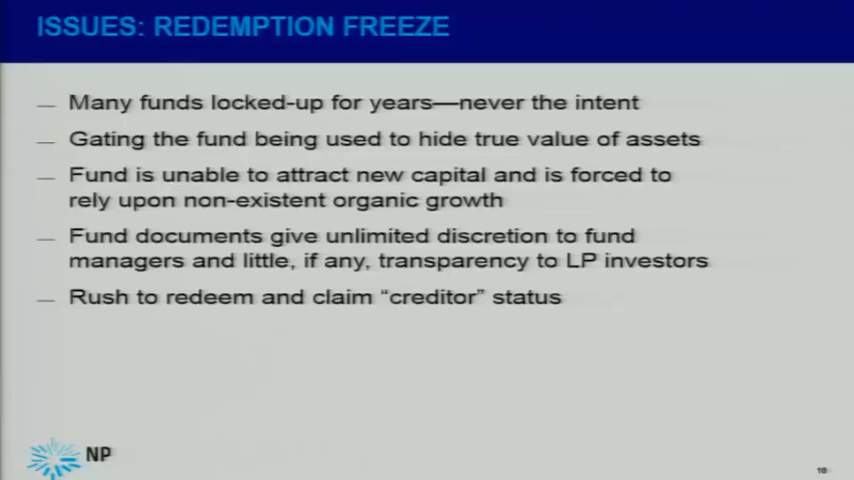 ISSUES: REDEMPTION FREEZE
— Many funds locked-up for years—never the intent
— Gating the fund being used to hide true value of assets
— Fund is unable to attract new capital and is forced to
rely upon non-existent organic growth
— Fund documents give unlimited discretion to fund
managers and little, if any, transparency to LP investors
— Rush to redeem and claim “creditor” status
NP
10